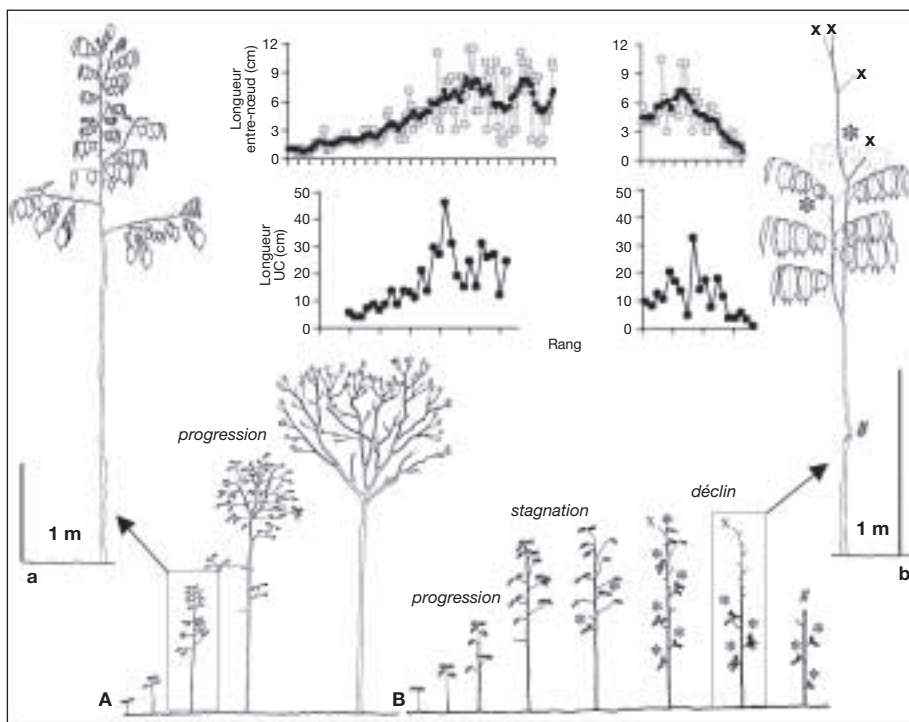 12
9
6
3
0
Longueur
entre-nœud (cm)
12
9
6
3
0
x x
x
x
50
40
30
20
10
0
Longueur
UC (cm)
50
40
30
20
10
0
Rang
progression
stagnation
déclin
progression
1 m
1 m
a
b
A
B